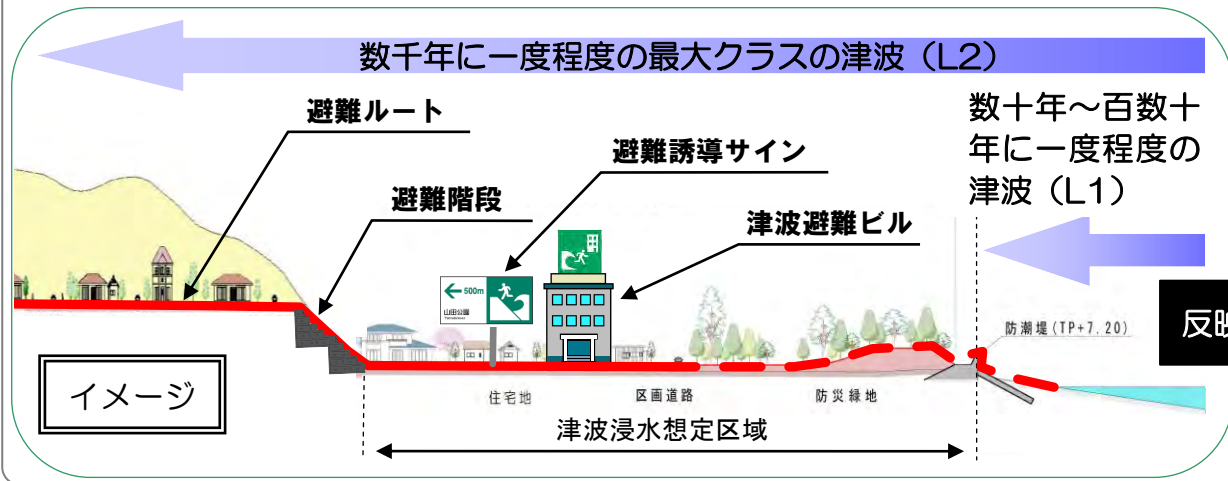 数千年に一度程度の最大クラスの津波（L2）
数十年～百数十
年に一度程度の
津波（L1）
避難ルート
避難誘導サイン
避難階段
津波避難ビル
500m
山田公園
防潮堤(TP+7.20)
反映
イメージ
住宅地
区画道路
防災緑地
津波浸水想定区域